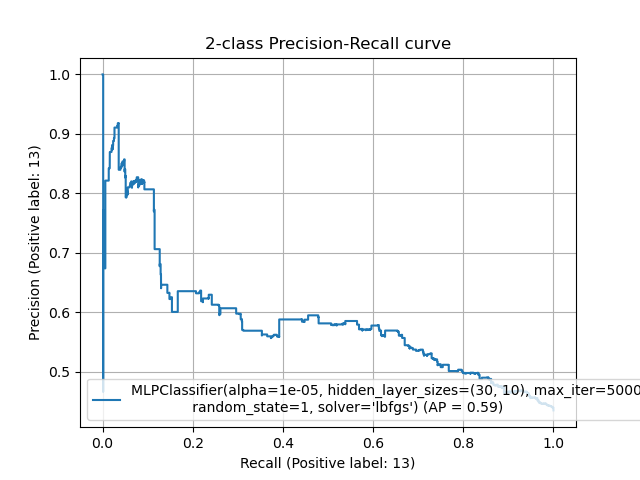 2-class Precision-Recall curve
1.0
0.9
0.8
0.7
0.6
0.5
Precision (Positive label: 13)
MLPClassifier(alpha=1e-05, hidden_layer_sizes=(30, 10), max_iter=5000
random_state=1, solver='lbfgs') (AP = 0.59)
0.0 0.2 0.4 0.6 0.8 1.0
Recall (Positive label: 13)